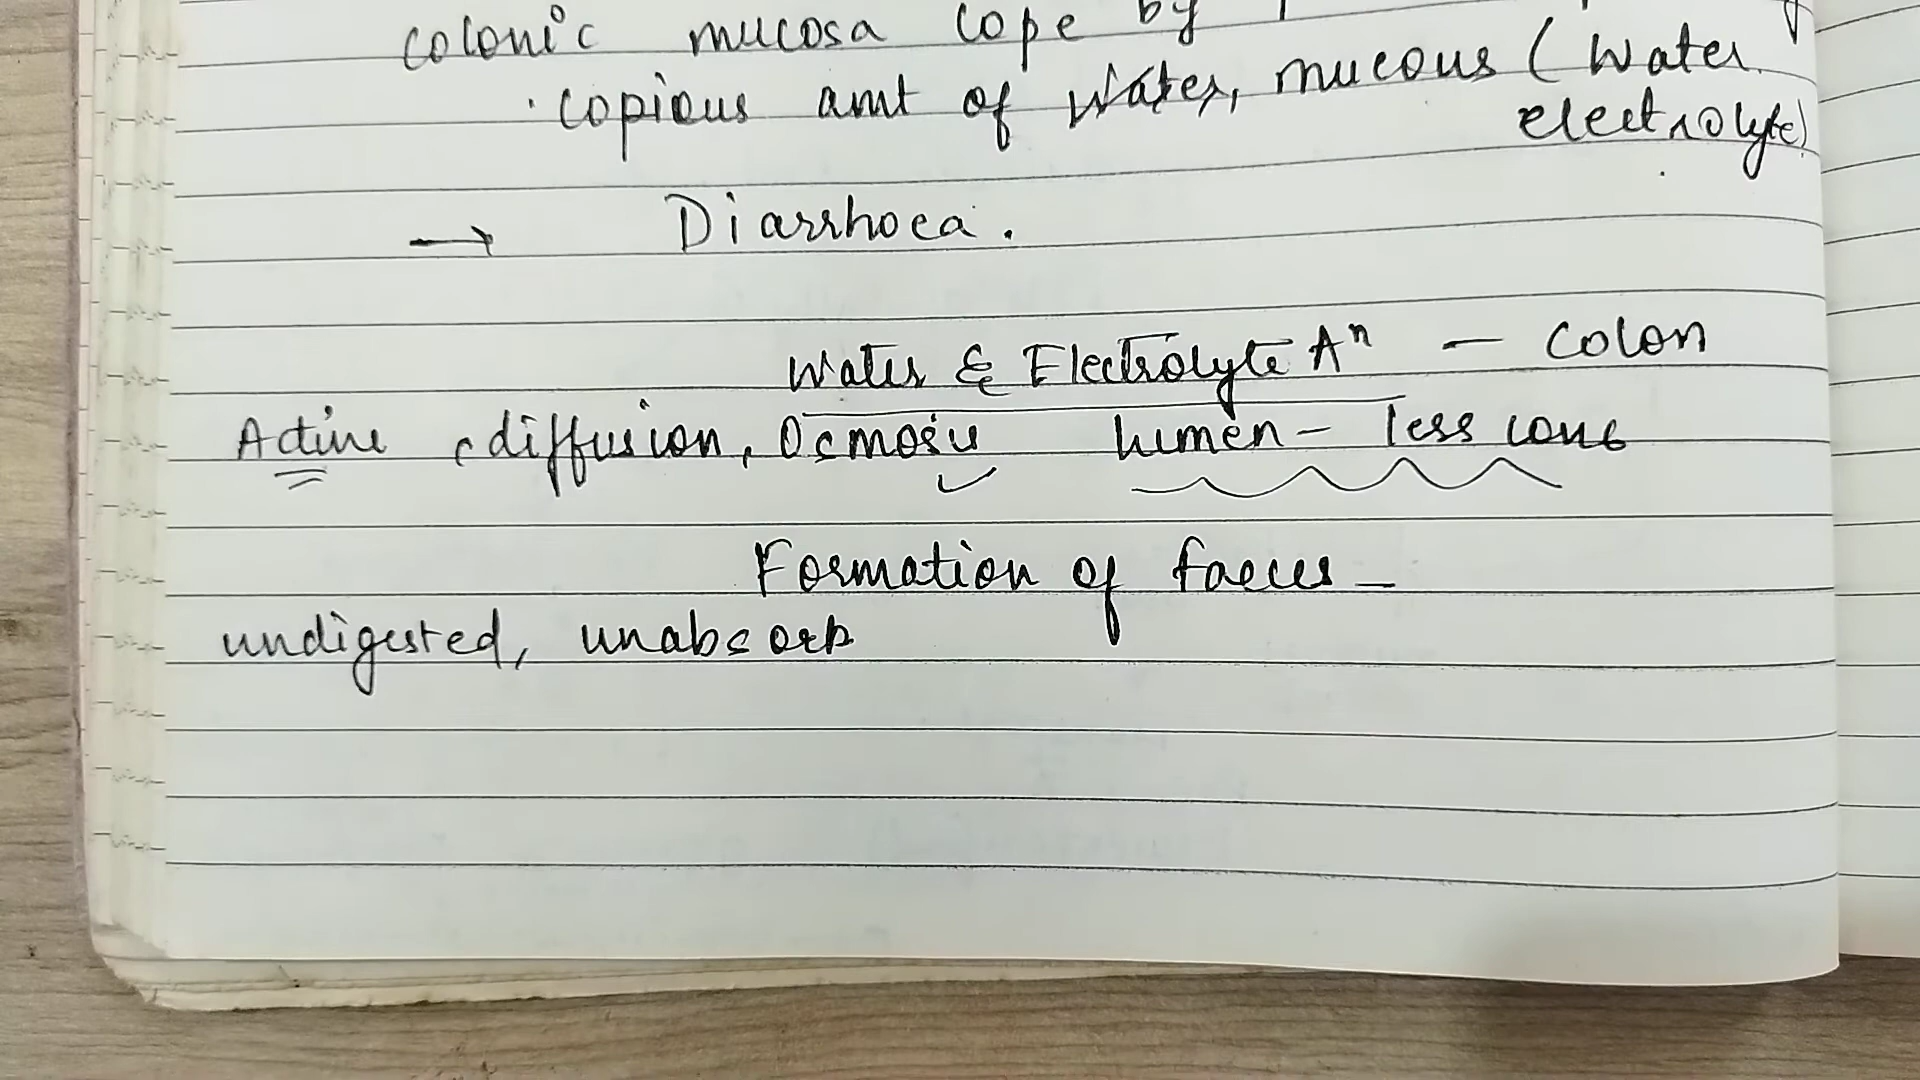 colonic mucosa cope by
copious amt of water, mucous (water
electrolyte)
→ Diarrhoea.
Water & Electrolyte Aⁿ – Colon
Active diffusion, Osmosis lumen – less conc
Formation of faeces –
undigested, unabsorb